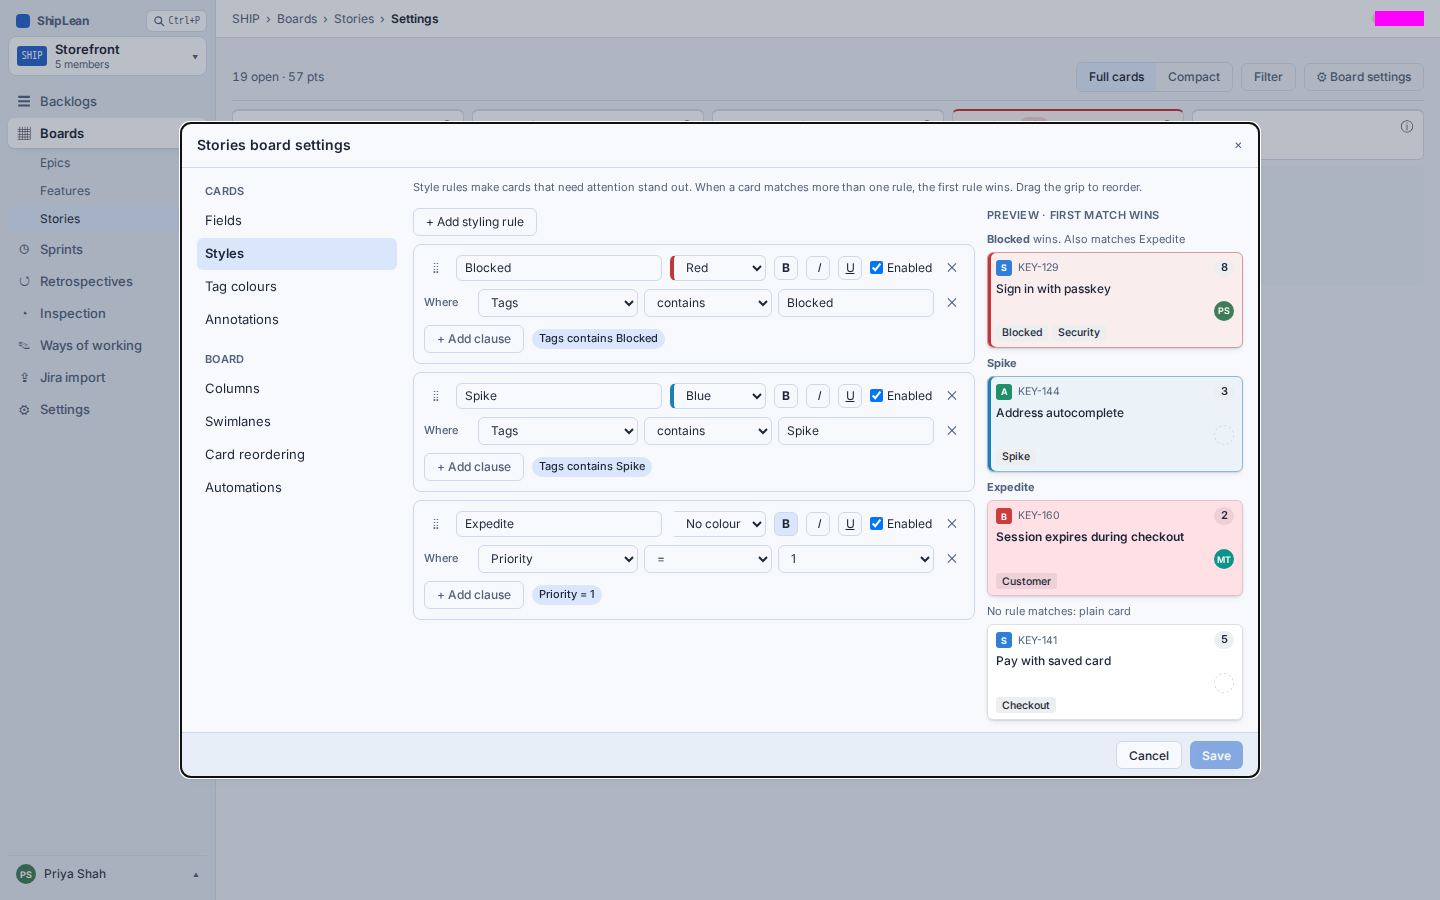 ShipLean
Ctrl+P
SHIP › Boards › Stories › Settings
SHIP
Storefront
5 members
19 open · 57 pts
Full cards
Compact
Filter
Board settings
Backlogs
Boards
Epics
Features
Stories
Sprints
Retrospectives
Inspection
Ways of working
Jira import
Settings
PS
Priya Shah
Stories board settings
CARDS
Fields
Styles
Tag colours
Annotations
BOARD
Columns
Swimlanes
Card reordering
Automations
Style rules make cards that need attention stand out. When a card matches more than one rule, the first rule wins. Drag the grip to reorder.
+ Add styling rule
Blocked
Red
B
I
U
Enabled
Where
Tags
contains
Blocked
+ Add clause
Tags contains Blocked
Spike
Blue
B
I
U
Enabled
Where
Tags
contains
Spike
+ Add clause
Tags contains Spike
Expedite
No colour
B
I
U
Enabled
Where
Priority
=
1
+ Add clause
Priority = 1
PREVIEW · FIRST MATCH WINS
Blocked wins. Also matches Expedite
S
KEY-129
8
Sign in with passkey
PS
Blocked
Security
Spike
A
KEY-144
3
Address autocomplete
Spike
Expedite
B
KEY-160
2
Session expires during checkout
MT
Customer
No rule matches: plain card
S
KEY-141
5
Pay with saved card
Checkout
Cancel
Save